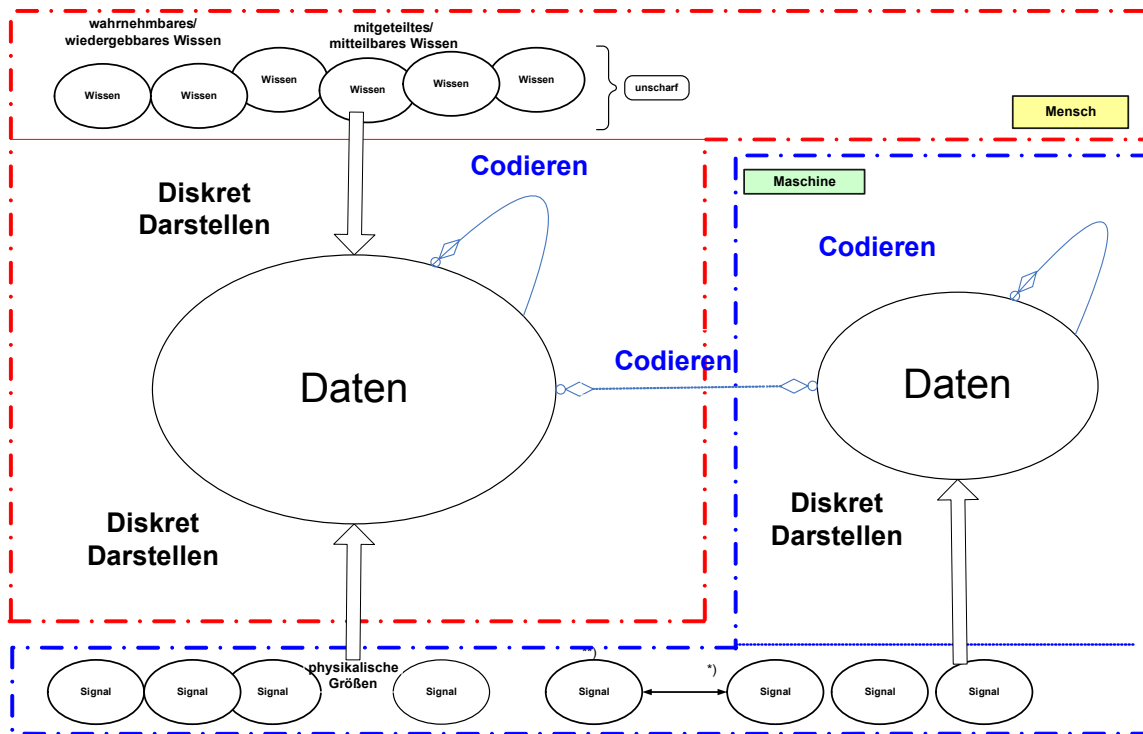 wahrnehmbares/
wiedergebbares Wissen
mitgeteiltes/
mitteilbares Wissen
Wissen
Wissen
Wissen
Wissen
Wissen
Wissen
unscharf
Mensch
Maschine
Codieren
Diskret
Darstellen
Codieren
Codieren
Daten
Daten
Diskret
Darstellen
Diskret
Darstellen
physikalische
Größen
**)
*)
Signal
Signal
Signal
Signal
Signal
Signal
Signal
Signal